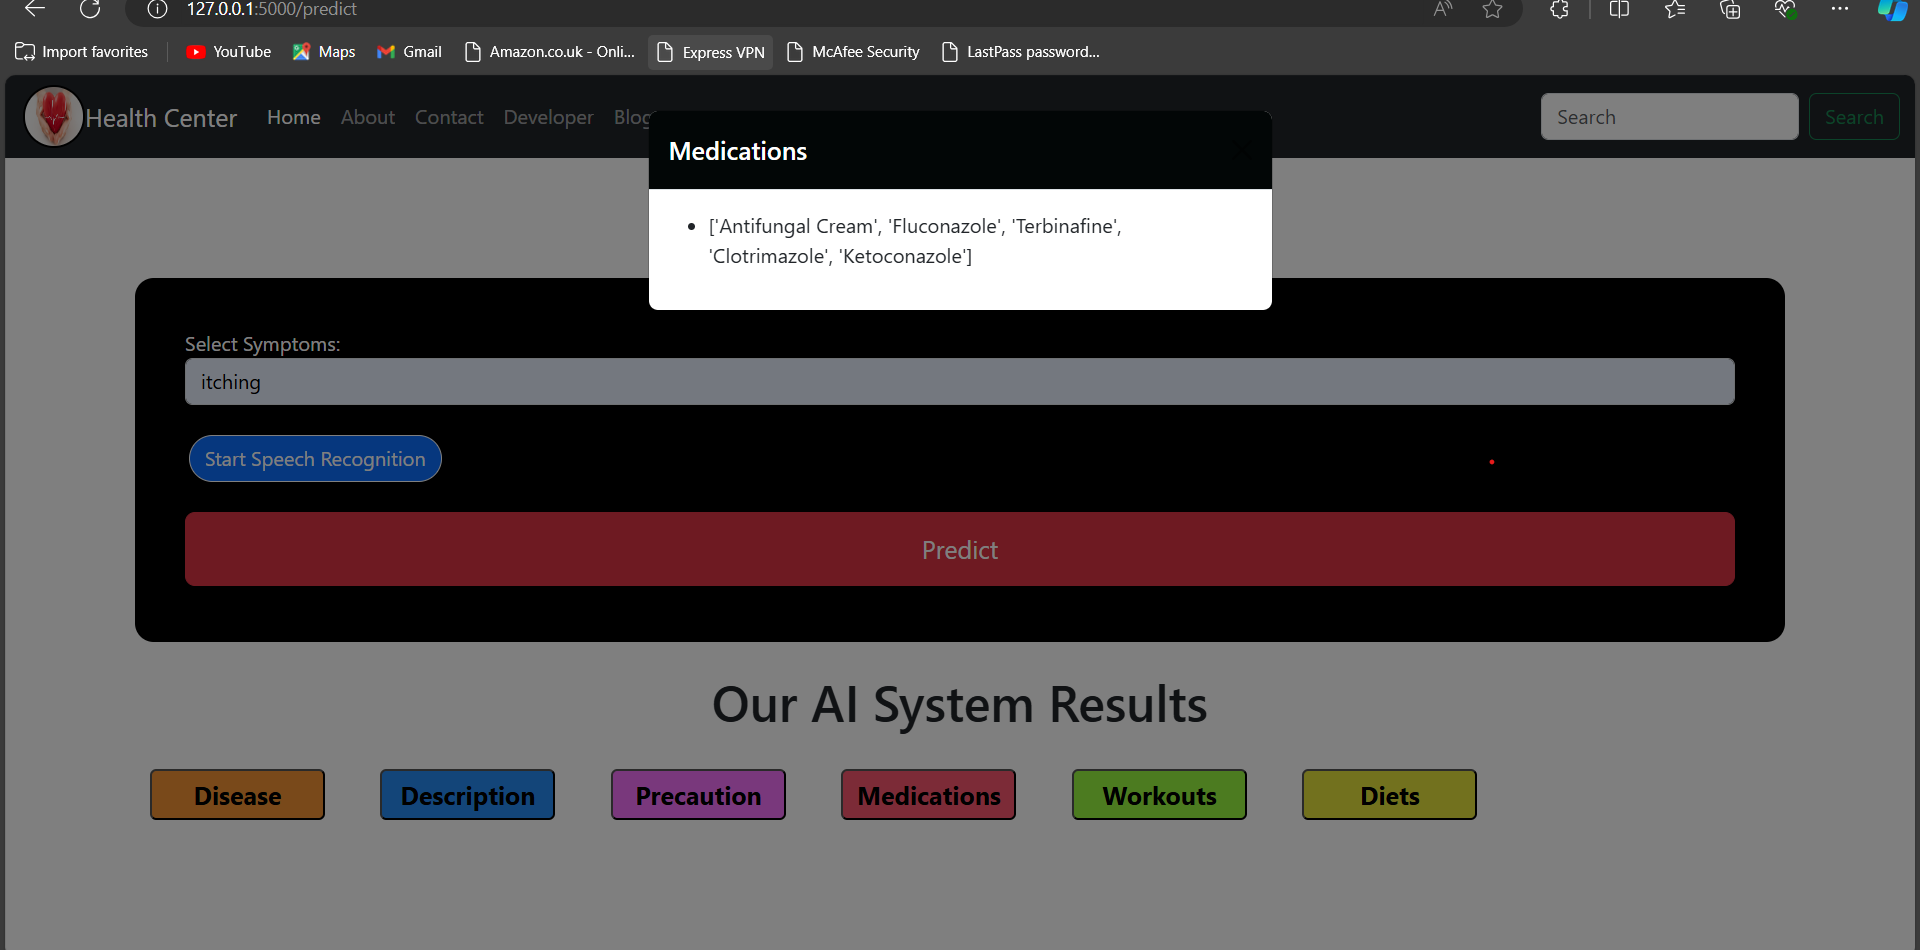 127.0.0.1:5000/predict
Import favorites YouTube Maps Gmail Amazon.co.uk - Onli... Express VPN McAfee Security LastPass password...
Health Center Home About Contact Developer Blog Search Search
Medications
['Antifungal Cream', 'Fluconazole', 'Terbinafine',
'Clotrimazole', 'Ketoconazole']
Select Symptoms:
itching
Start Speech Recognition
Predict
Our AI System Results
Disease Description Precaution Medications Workouts Diets